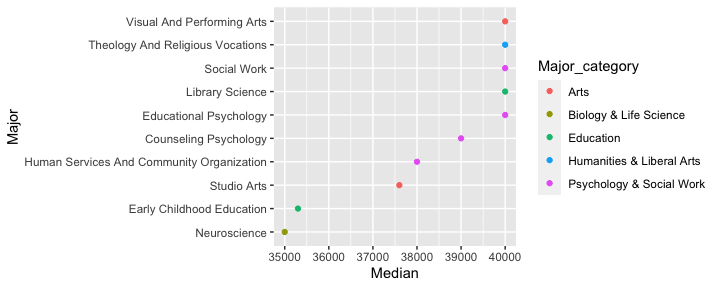 Major
Visual And Performing Arts
Theology And Religious Vocations
Social Work
Library Science
Educational Psychology
Counseling Psychology
Human Services And Community Organization
Studio Arts
Early Childhood Education
Neuroscience
35000 36000 37000 38000 39000 40000
Median
Major_category
Arts
Biology & Life Science
Education
Humanities & Liberal Arts
Psychology & Social Work